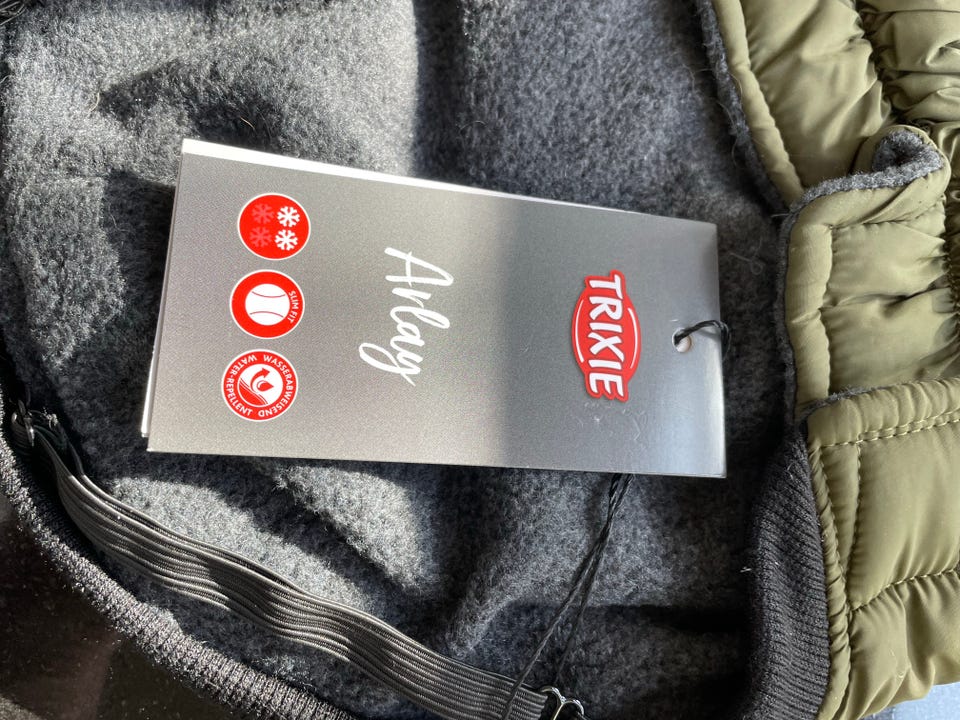 TRIXIE
Arlay
SLIM FIT
WASSERABWEISEND
WATER-REPELLENT